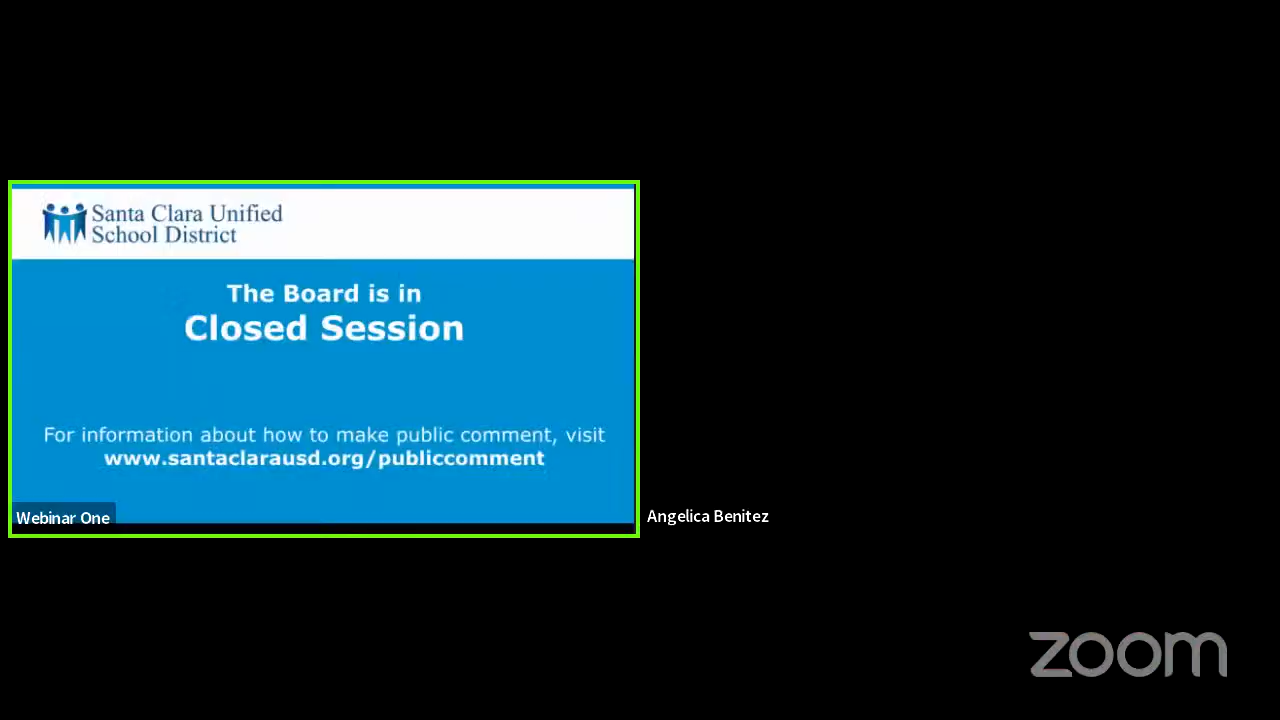 Santa Clara Unified
School District
The Board is in
Closed Session
For information about how to make public comment, visit
www.santaclarausd.org/publiccomment
Webinar One
Angelica Benitez
zoom